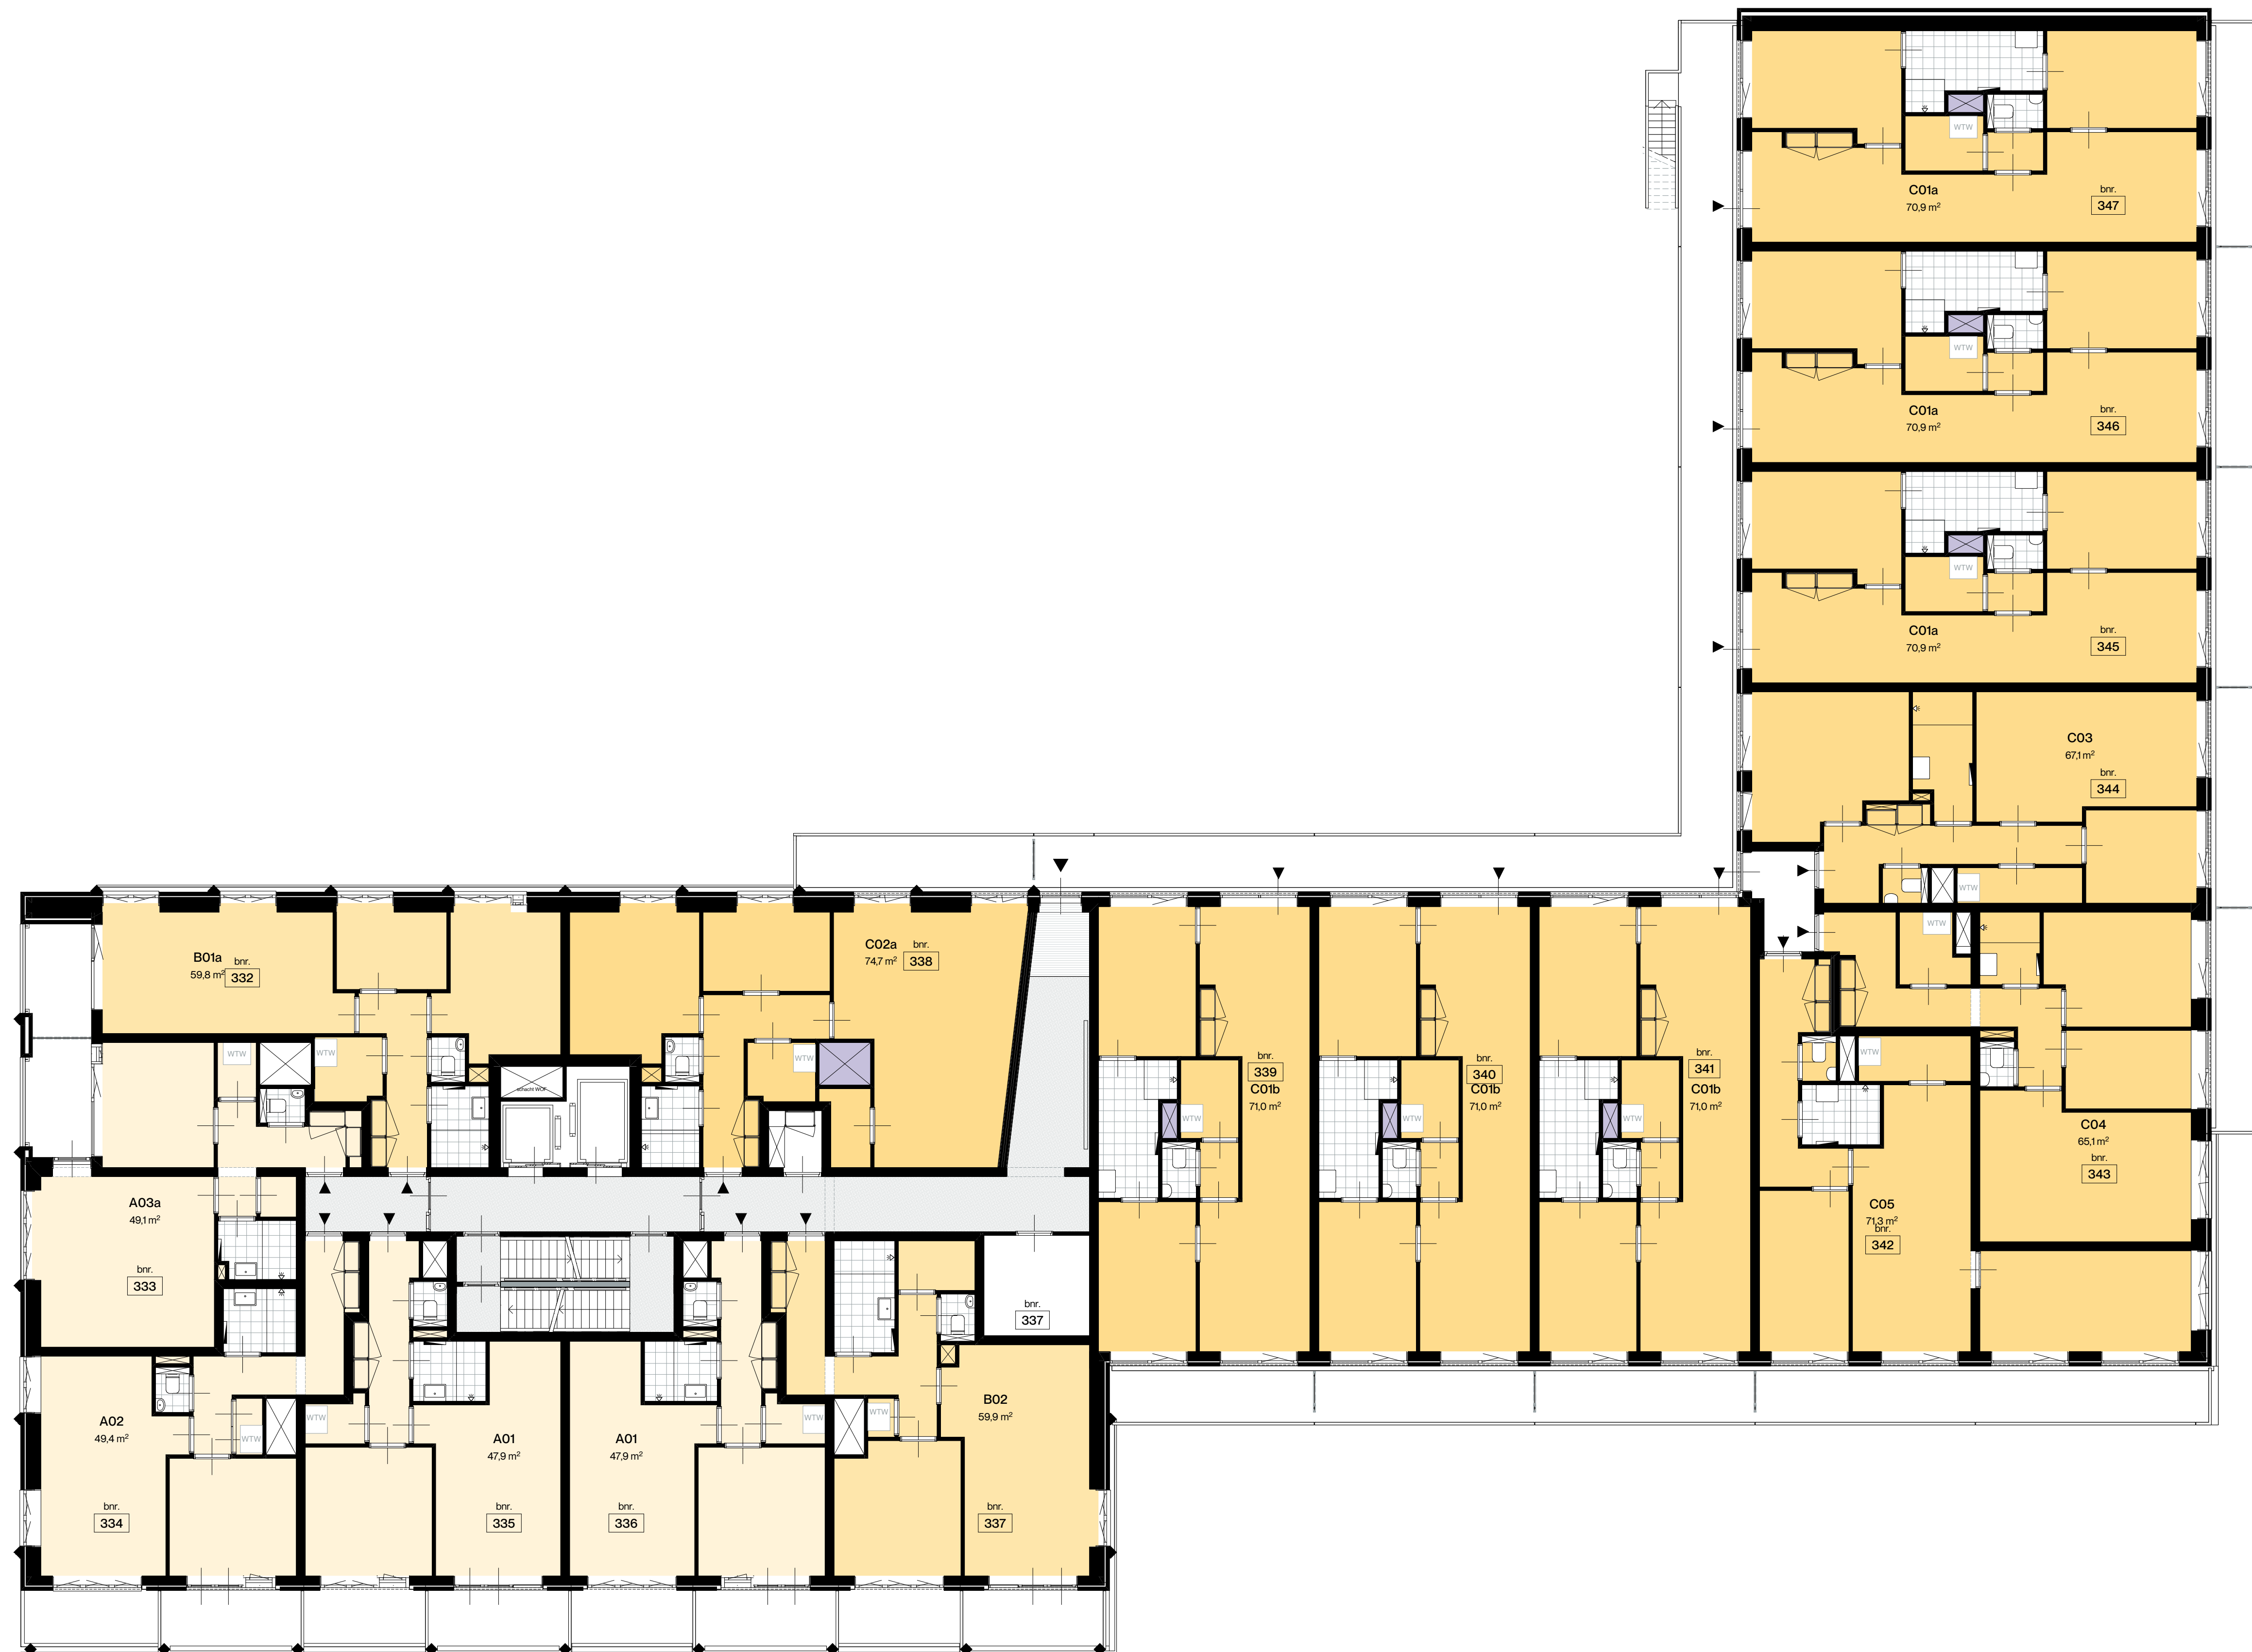 WTW
C01a
70,9 m²
bnr.
347
WTW
C01a
70,9 m²
bnr.
346
WTW
C01a
70,9 m²
bnr.
345
C03
67,1 m²
bnr.
344
WTW
WTW
B01a
59,8 m²
bnr.
332
C02a
74,7 m²
bnr.
338
WTW
WTW
WTW
schacht WOF
bnr.
339
C01b
71,0 m²
WTW
bnr.
340
C01b
71,0 m²
WTW
bnr.
341
C01b
71,0 m²
WTW
WTW
C04
65,1 m²
bnr.
343
C05
71,3 m²
bnr.
342
A03a
49,1 m²
bnr.
333
bnr.
337
A02
49,4 m²
bnr.
334
WTW
WTW
A01
47,9 m²
bnr.
335
A01
47,9 m²
bnr.
336
WTW
WTW
B02
59,9 m²
bnr.
337